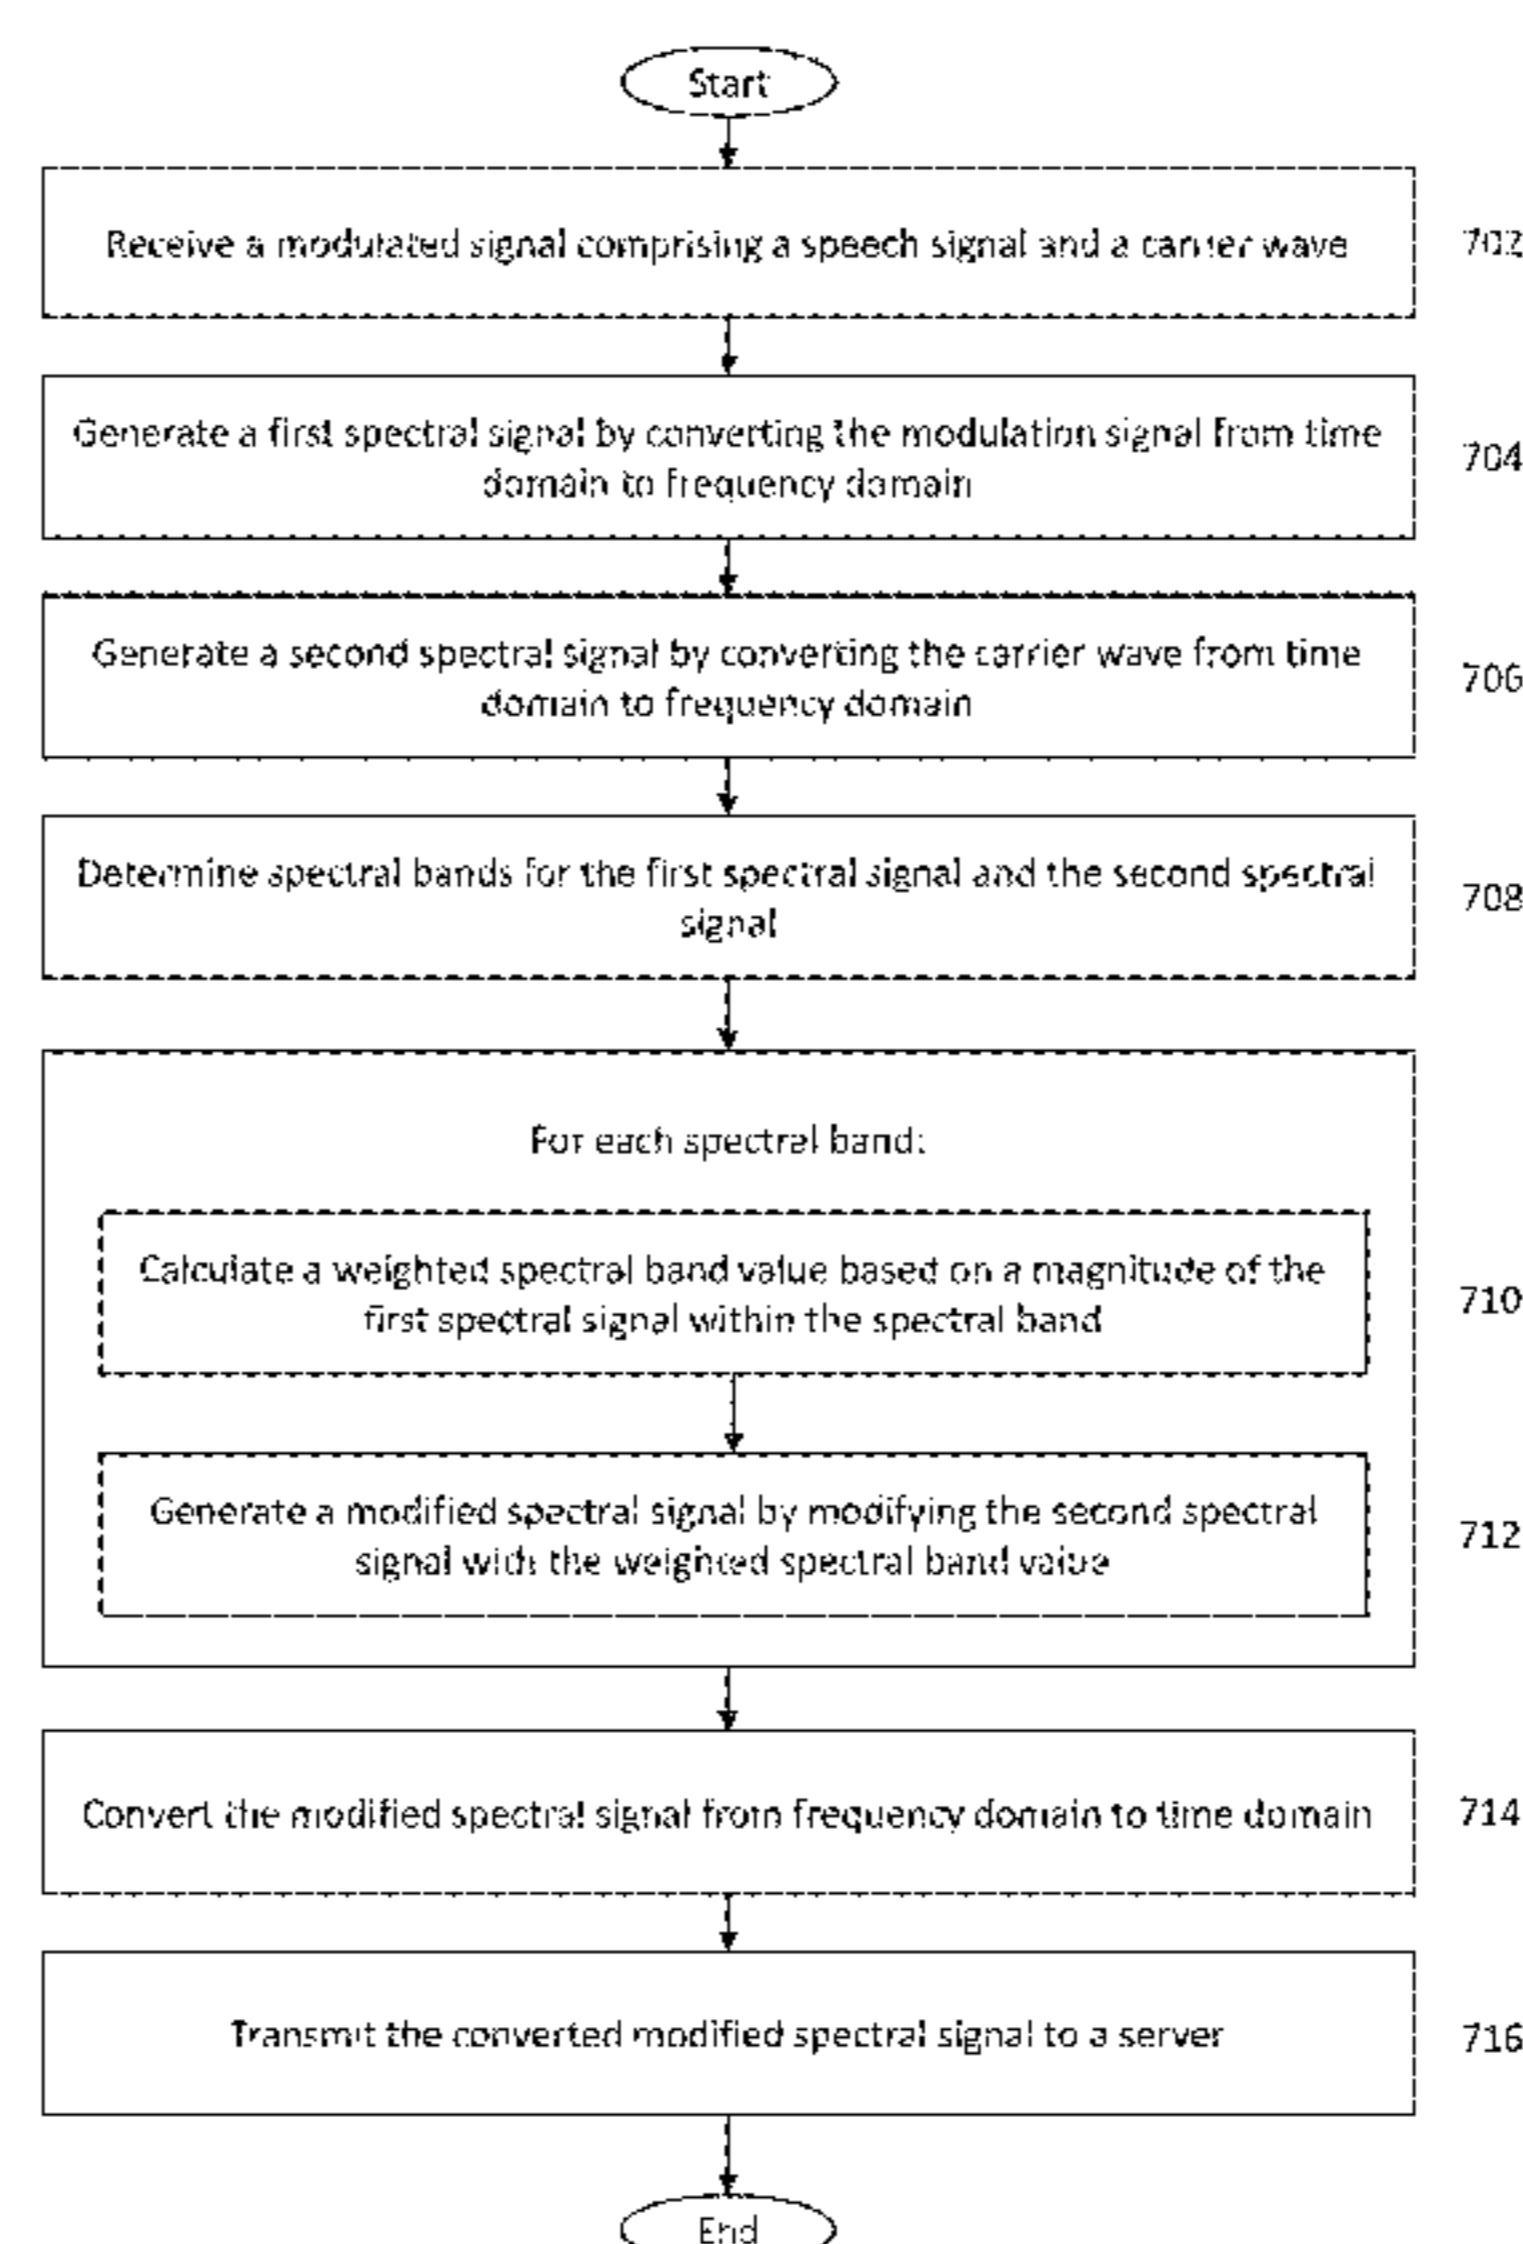 Start
Receive a modulated signal comprising a speech signal and a carrier wave
702
Generate a first spectral signal by converting the modulation signal from time
domain to frequency domain
704
Generate a second spectral signal by converting the carrier wave from time
domain to frequency domain
706
Determine spectral bands for the first spectral signal and the second spectral
signal
708
For each spectral band:
Calculate a weighted spectral band value based on a magnitude of the
first spectral signal within the spectral band
710
Generate a modified spectral signal by modifying the second spectral
signal with the weighted spectral band value
712
Convert the modified spectral signal from frequency domain to time domain
714
Transmit the converted modified spectral signal to a server
716
End